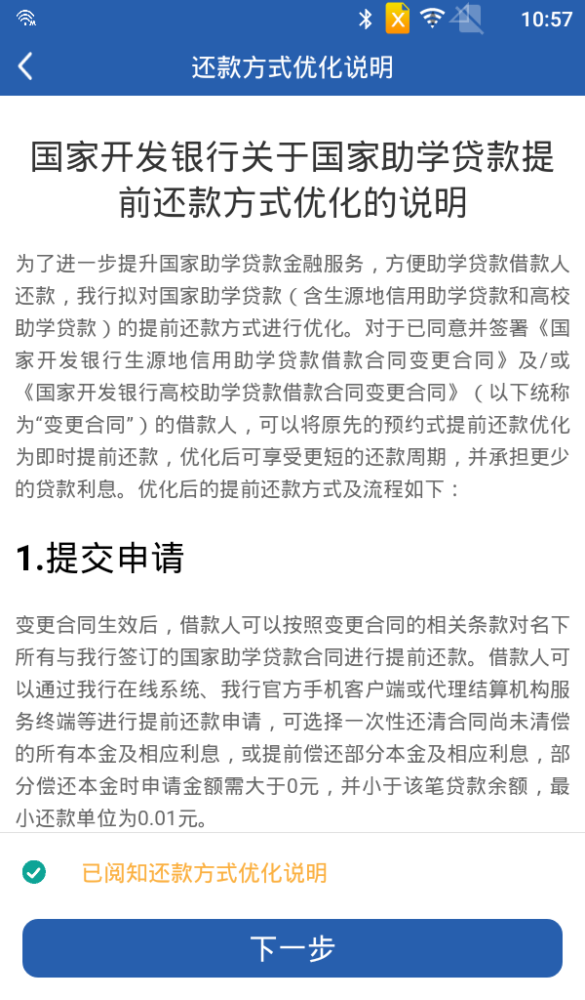 10:57
还款方式优化说明
国家开发银行关于国家助学贷款提
前还款方式优化的说明
为了进一步提升国家助学贷款金融服务，方便助学贷款借款人
还款，我行拟对国家助学贷款（含生源地信用助学贷款和高校
助学贷款）的提前还款方式进行优化。对于已同意并签署《国
家开发银行生源地信用助学贷款借款合同变更合同》及/或
《国家开发银行高校助学贷款借款合同变更合同》（以下统称
为“变更合同”）的借款人，可以将原先的预约式提前还款优化
为即时提前还款，优化后可享受更短的还款周期，并承担更少
的贷款利息。优化后的提前还款方式及流程如下：
1.提交申请
变更合同生效后，借款人可以按照变更合同的相关条款对名下
所有与我行签订的国家助学贷款合同进行提前还款。借款人可
以通过我行在线系统、我行官方手机客户端或代理结算机构服
务终端等进行提前还款申请，可选择一次性还清合同尚未清偿
的所有本金及相应利息，或提前偿还部分本金及相应利息，部
分偿还本金时申请金额需大于0元，并小于该笔贷款余额，最
小还款单位为0.01元。
已阅知还款方式优化说明
下一步